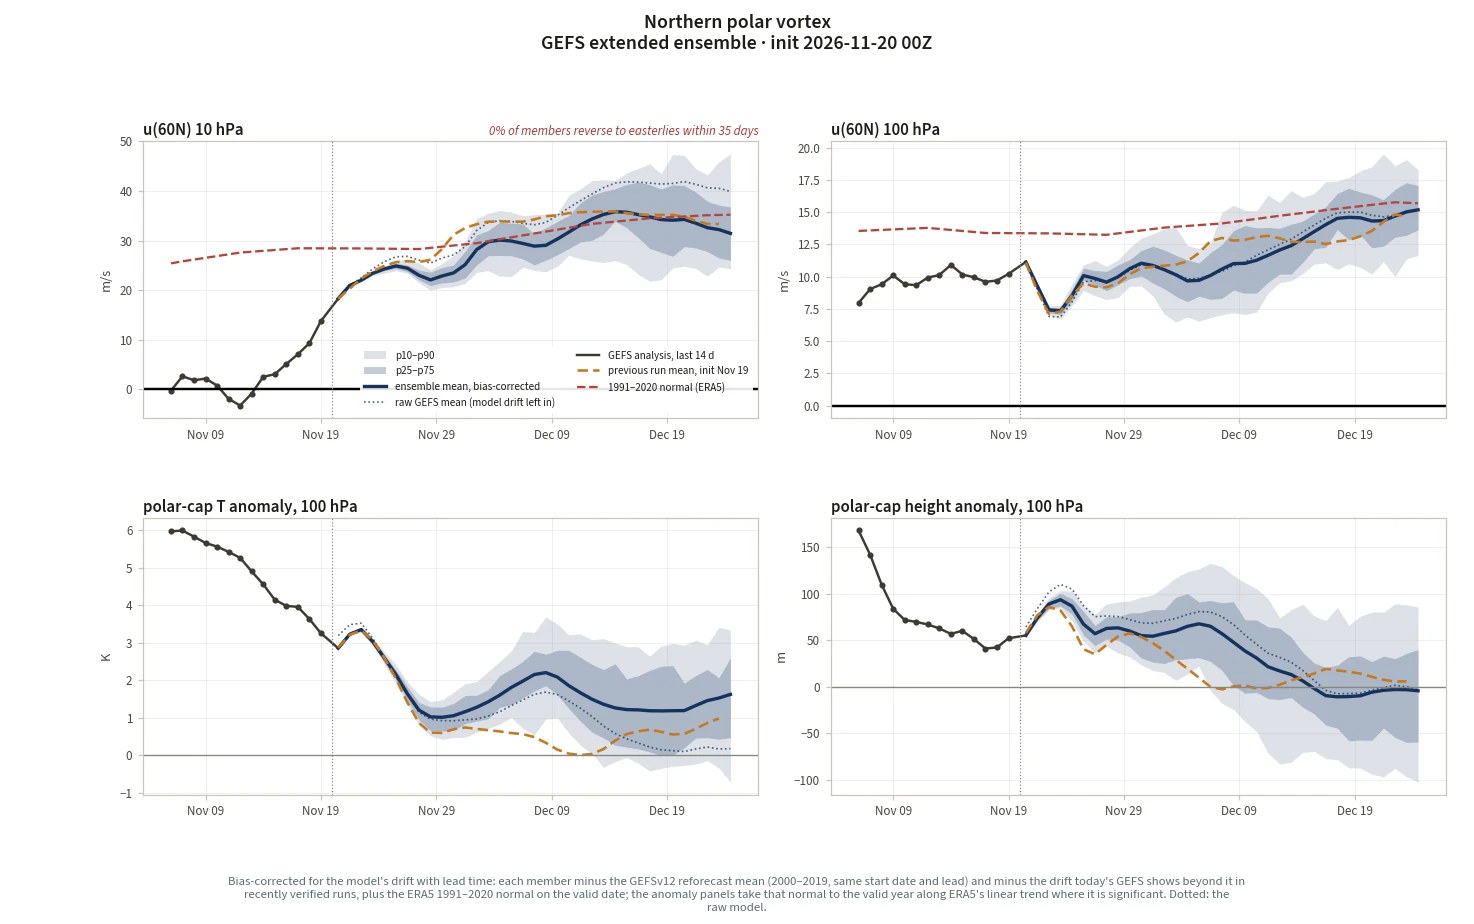 Northern polar vortex
GEFS extended ensemble · init 2026-11-20 00Z
u(60N) 10 hPa
0% of members reverse to easterlies within 35 days
50
40
30
20
10
0
m/s
p10–p90
p25–p75
ensemble mean, bias-corrected
raw GEFS mean (model drift left in)
GEFS analysis, last 14 d
previous run mean, init Nov 19
1991–2020 normal (ERA5)
Nov 09
Nov 19
Nov 29
Dec 09
Dec 19
u(60N) 100 hPa
20.0
17.5
15.0
12.5
10.0
7.5
5.0
2.5
0.0
m/s
Nov 09
Nov 19
Nov 29
Dec 09
Dec 19
polar-cap T anomaly, 100 hPa
6
5
4
3
2
1
0
−1
K
Nov 09
Nov 19
Nov 29
Dec 09
Dec 19
polar-cap height anomaly, 100 hPa
150
100
50
0
−50
−100
m
Nov 09
Nov 19
Nov 29
Dec 09
Dec 19
Bias-corrected for the model's drift with lead time: each member minus the GEFSv12 reforecast mean (2000–2019, same start date and lead) and minus the drift today's GEFS shows beyond it in
recently verified runs, plus the ERA5 1991–2020 normal on the valid date; the anomaly panels take that normal to the valid year along ERA5's linear trend where it is significant. Dotted: the
raw model.